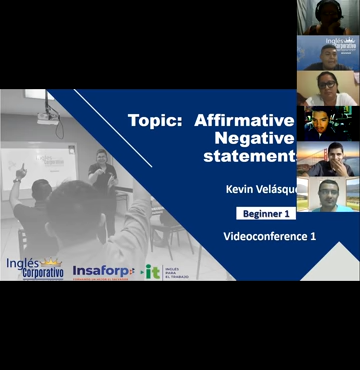 Inglés
Corporativo
Topic: Affirmative
Negative
statement
Kevin Velásque
Beginner 1
Videoconference 1
Inglés
Corporativo
Insaforp
it
INGLÉS
PARA
EL TRABAJO